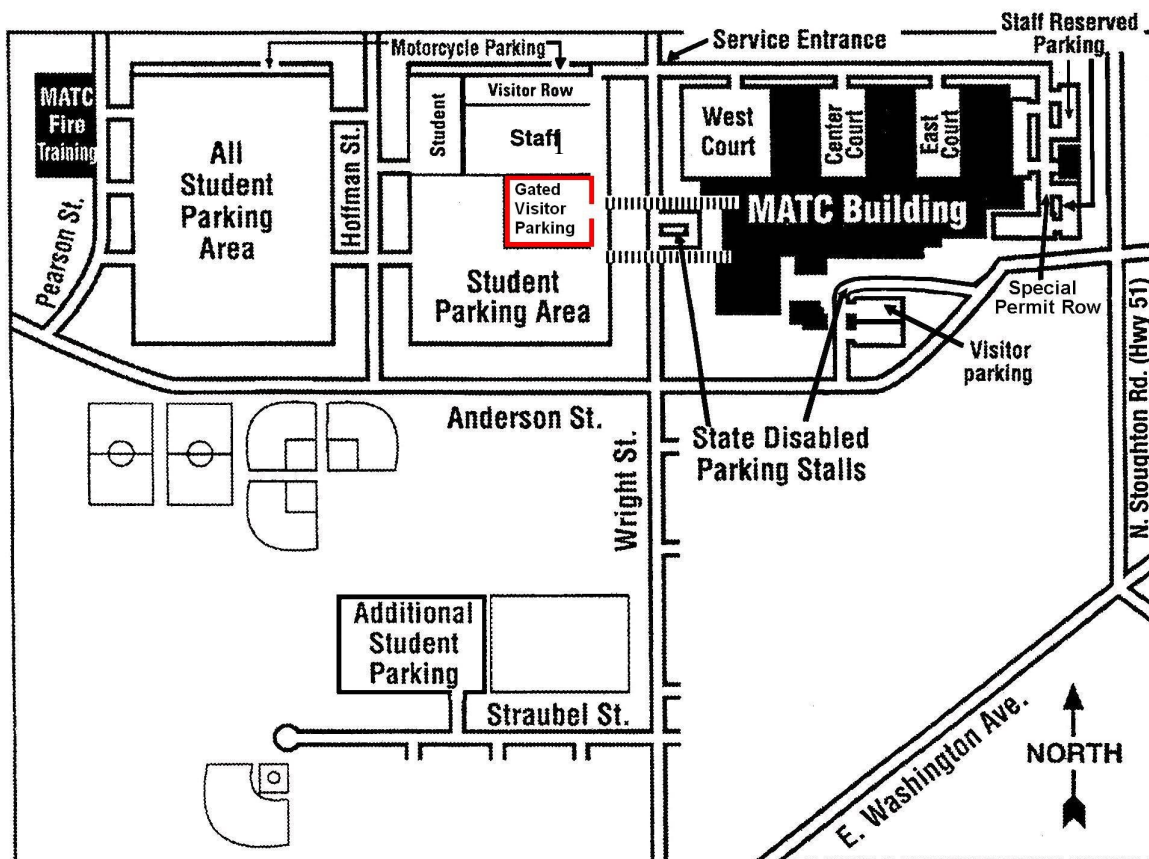 Staff Reserved
Parking
Motorcycle Parking
Service Entrance
MATC
Fire
Training
Visitor Row
Student
Staff
West
Court
Center
Court
East
Court
All
Student
Parking
Area
Hoffman St.
Gated
Visitor
Parking
MATC Building
Pearson St.
Student
Parking Area
Special
Permit Row
Visitor
parking
N. Stoughton Rd. (Hwy 51)
Anderson St.
State Disabled
Parking Stalls
Wright St.
Additional
Student
Parking
Straubel St.
E. Washington Ave.
NORTH